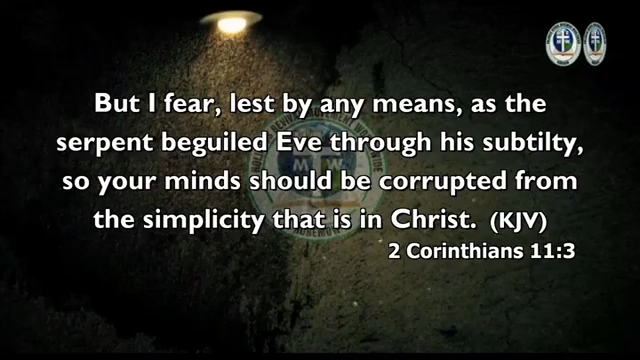 But I fear, lest by any means, as the
serpent beguiled Eve through his subtilty,
so your minds should be corrupted from
the simplicity that is in Christ. (KJV)
2 Corinthians 11:3